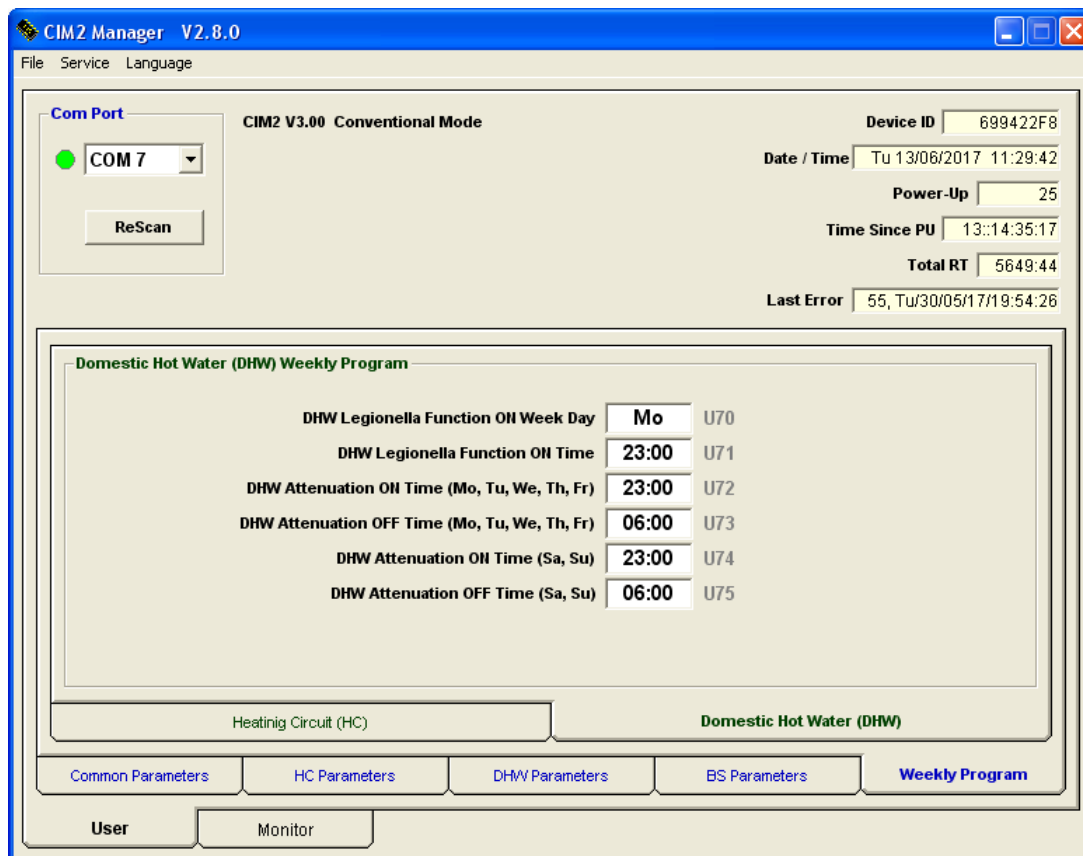 CIM2 Manager V2.8.0
File Service Language
Com Port
COM 7
ReScan
CIM2 V3.00 Conventional Mode
Device ID 699422F8
Date / Time Tu 13/06/2017 11:29:42
Power-Up 25
Time Since PU 13::14:35:17
Total RT 5649:44
Last Error 55, Tu/30/05/17/19:54:26
Domestic Hot Water (DHW) Weekly Program
DHW Legionella Function ON Week Day Mo U70
DHW Legionella Function ON Time 23:00 U71
DHW Attenuation ON Time (Mo, Tu, We, Th, Fr) 23:00 U72
DHW Attenuation OFF Time (Mo, Tu, We, Th, Fr) 06:00 U73
DHW Attenuation ON Time (Sa, Su) 23:00 U74
DHW Attenuation OFF Time (Sa, Su) 06:00 U75
Heatinig Circuit (HC) Domestic Hot Water (DHW)
Common Parameters HC Parameters DHW Parameters BS Parameters Weekly Program
User Monitor